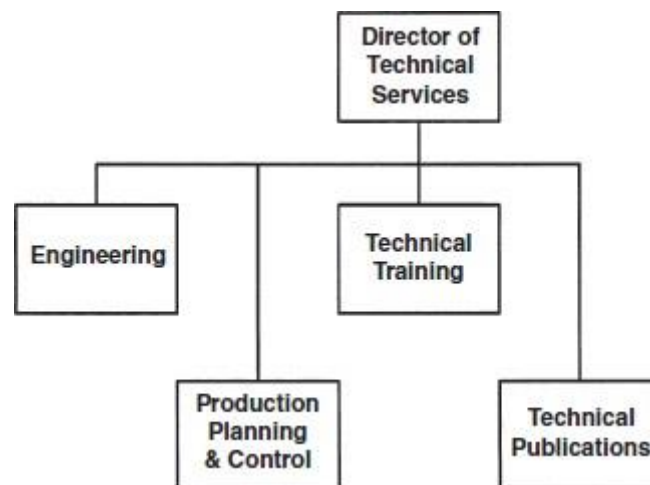 Director of
Technical
Services
Engineering
Technical
Training
Production
Planning
& Control
Technical
Publications